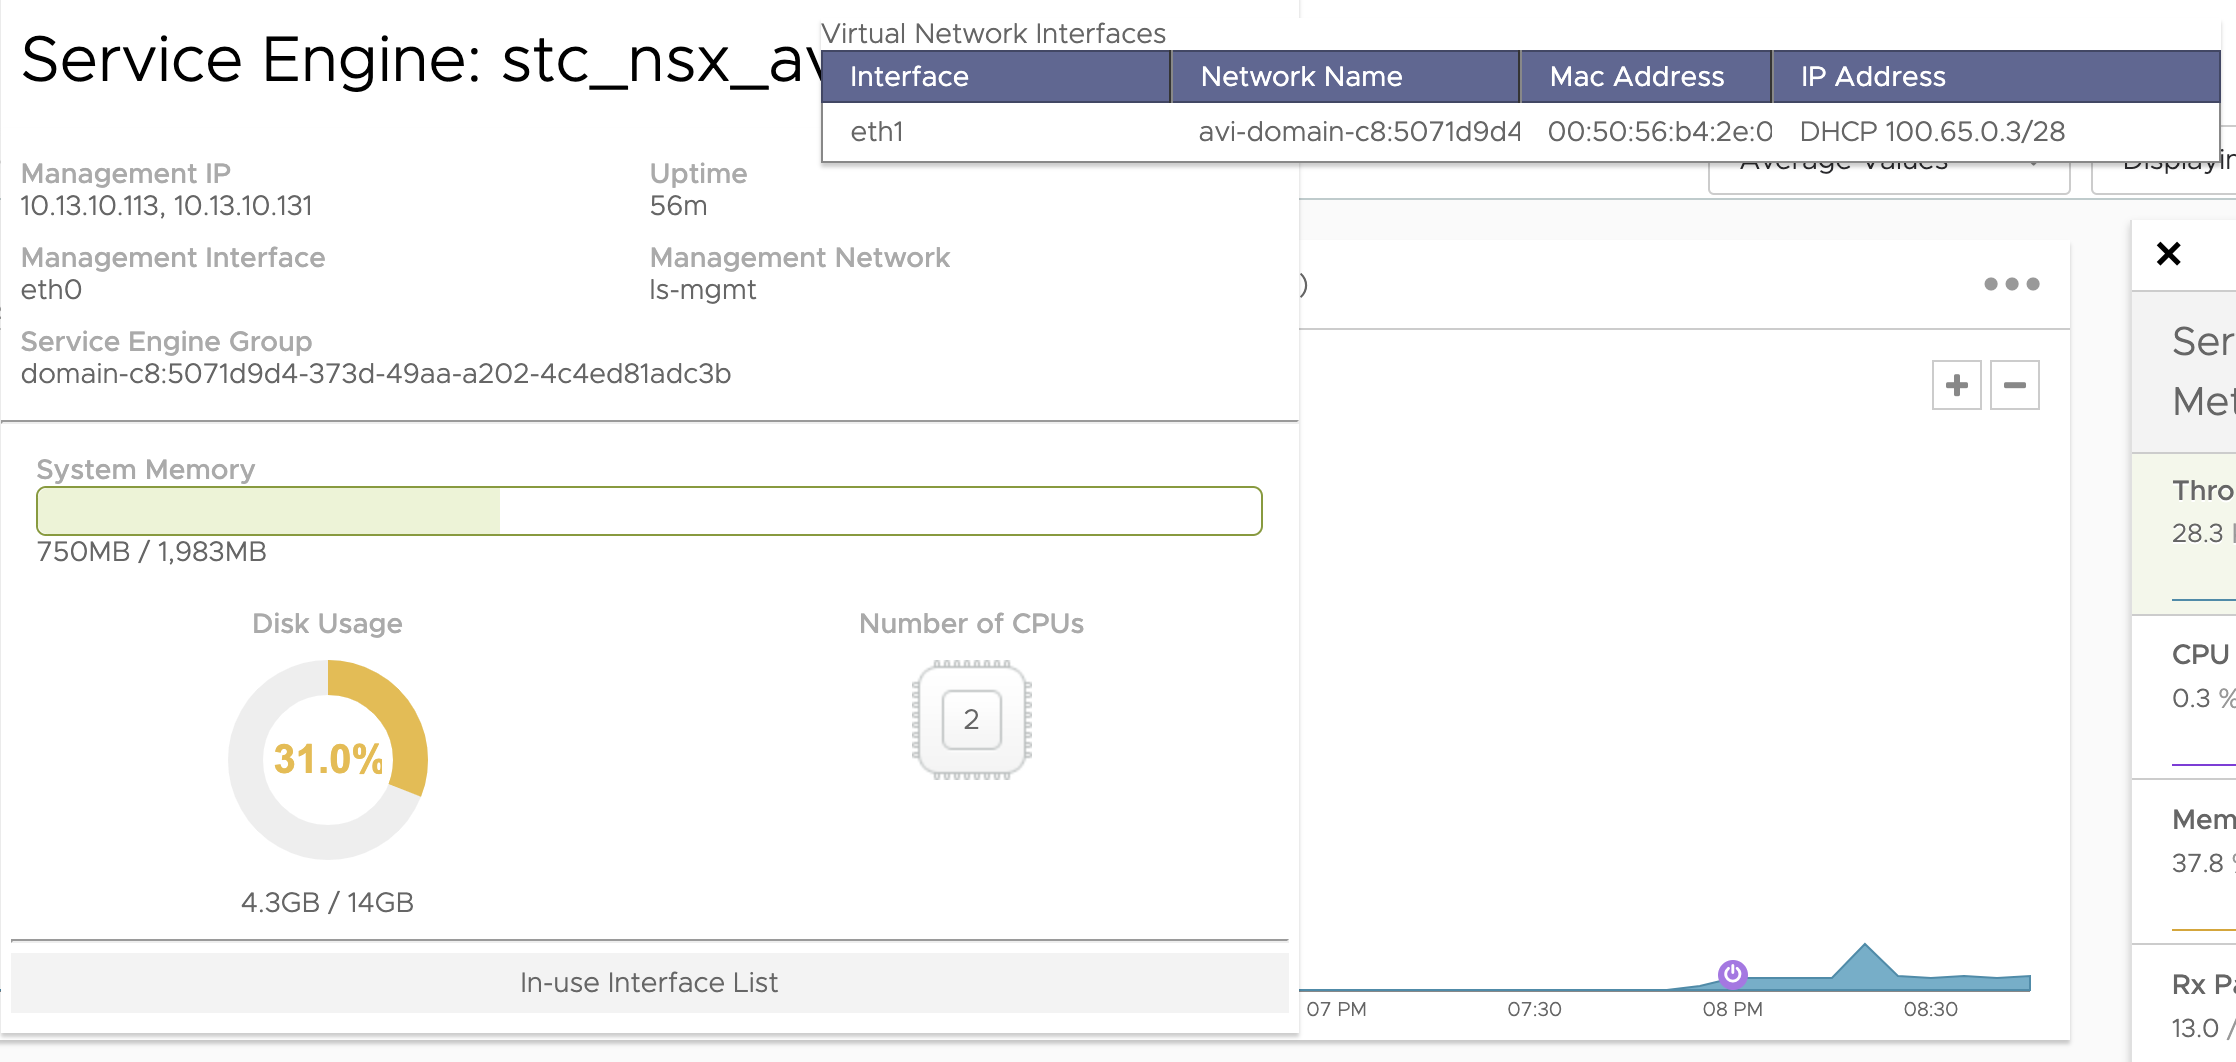 Service Engine: stc_nsx_av
Virtual Network Interfaces
Interface Network Name Mac Address IP Address
eth1 avi-domain-c8:5071d9d4 00:50:56:b4:2e:0 DHCP 100.65.0.3/28
Average Values
Displayin
Management IP
10.13.10.113, 10.13.10.131
Uptime
56m
Management Interface
eth0
Management Network
ls-mgmt
Service Engine Group
domain-c8:5071d9d4-373d-49aa-a202-4c4ed81adc3b
System Memory
750MB / 1,983MB
Disk Usage
31.0%
4.3GB / 14GB
Number of CPUs
2
In-use Interface List
)
07 PM 07:30 08 PM 08:30
Ser
Met
Thro
28.3
CPU
0.3 %
Mem
37.8
Rx Pa
13.0 /